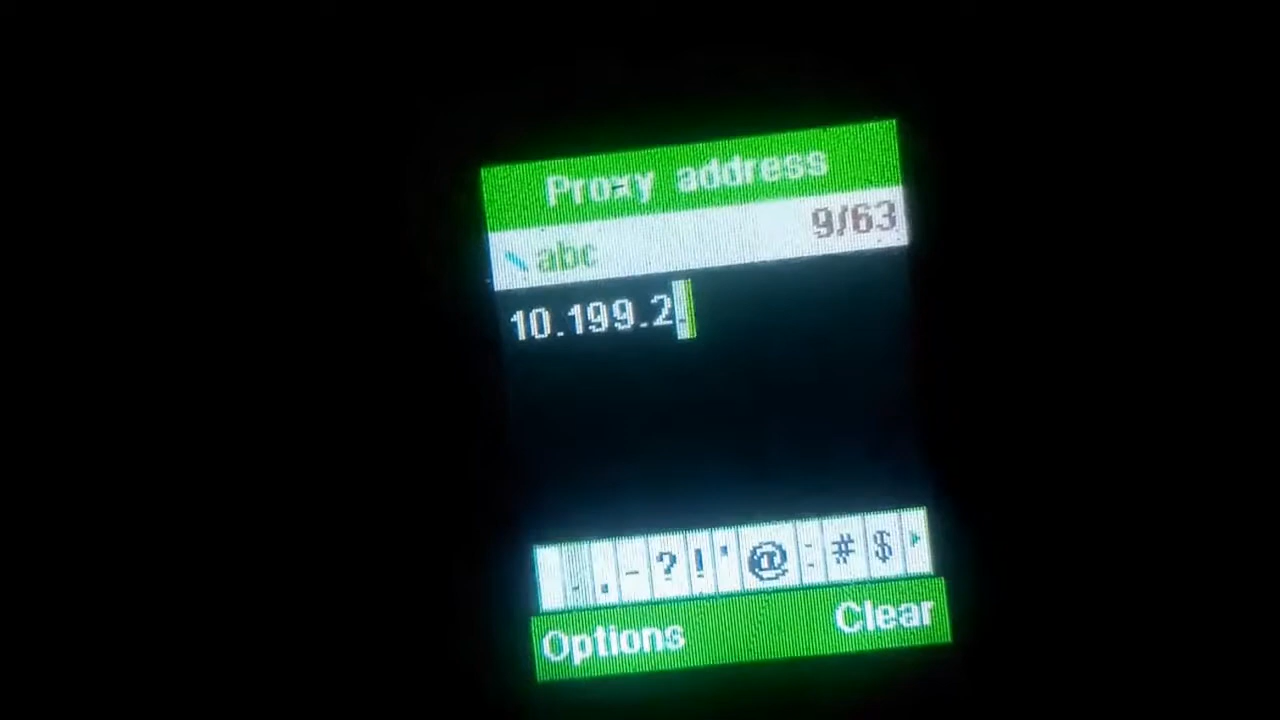 Proxy address
abc 9/63
10.199.2.
. , - ? ! ' @ : # $
Options Clear